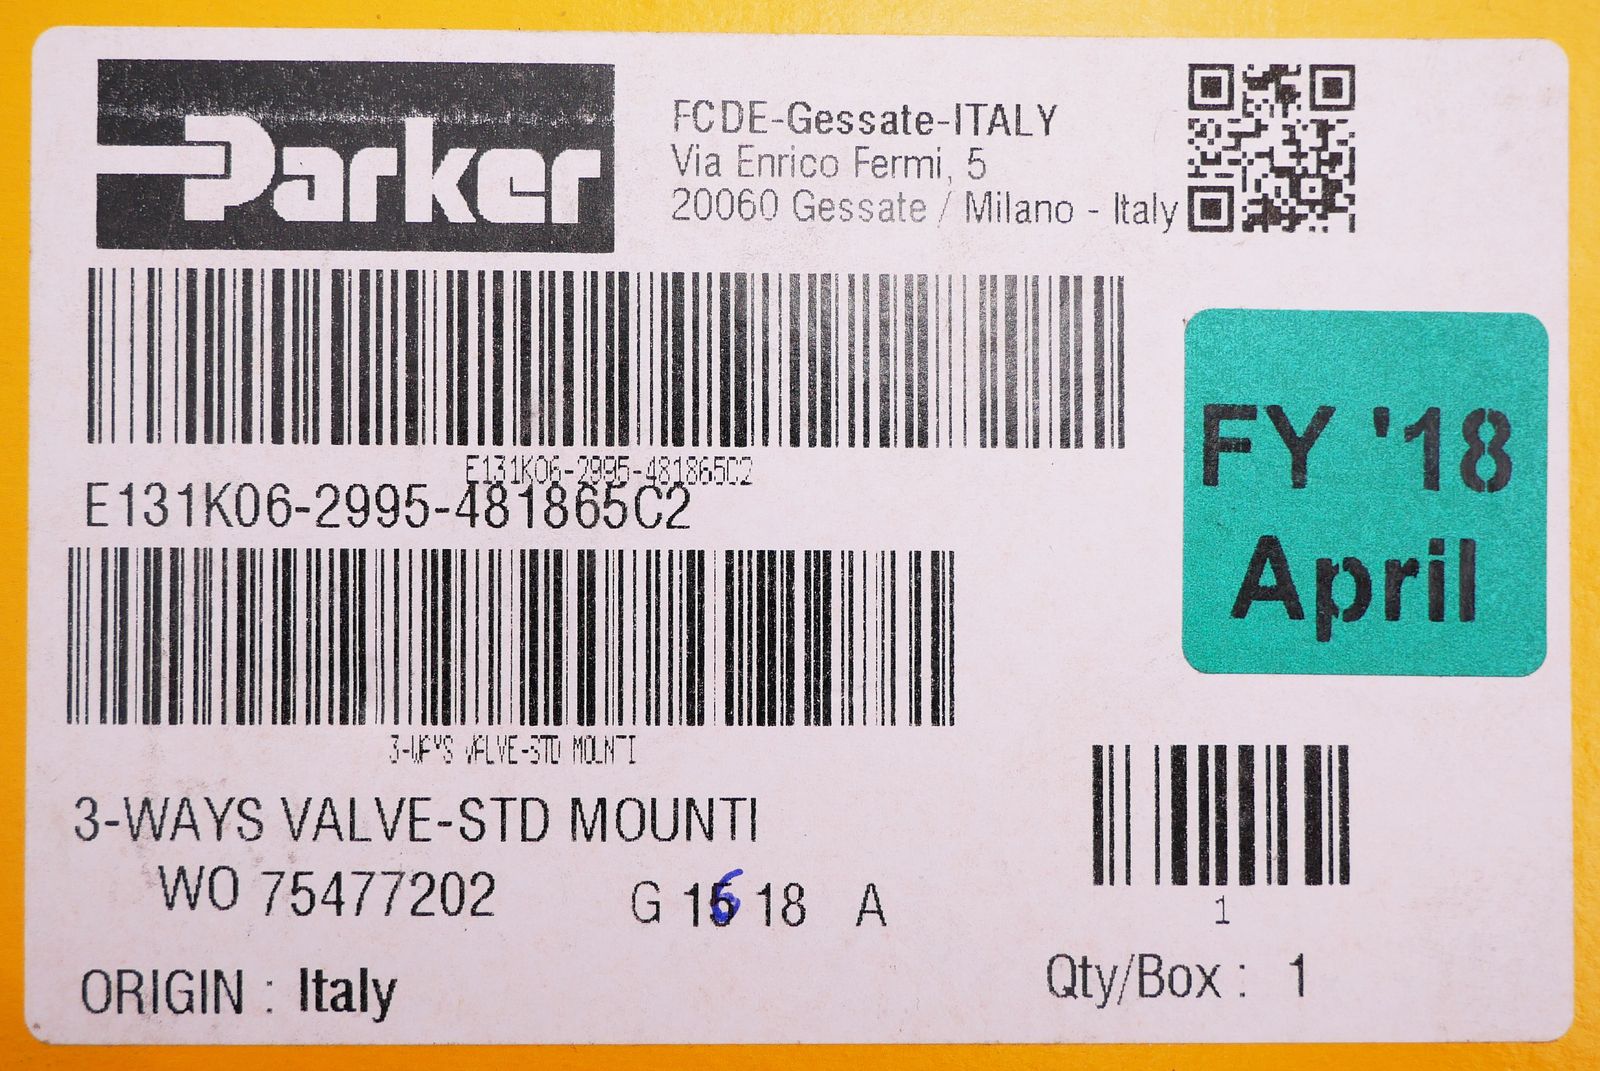 Parker
FCDE-Gessate-ITALY
Via Enrico Fermi, 5
20060 Gessate / Milano - Italy
E131K06-2995-481865C2
E131K06-2995-481865C2
FY '18
April
3-WAYS VALVE-STD MOUNTI
3-WAYS VALVE-STD MOUNTI
WO 75477202
G 16 18 A
1
ORIGIN : Italy
Qty/Box : 1